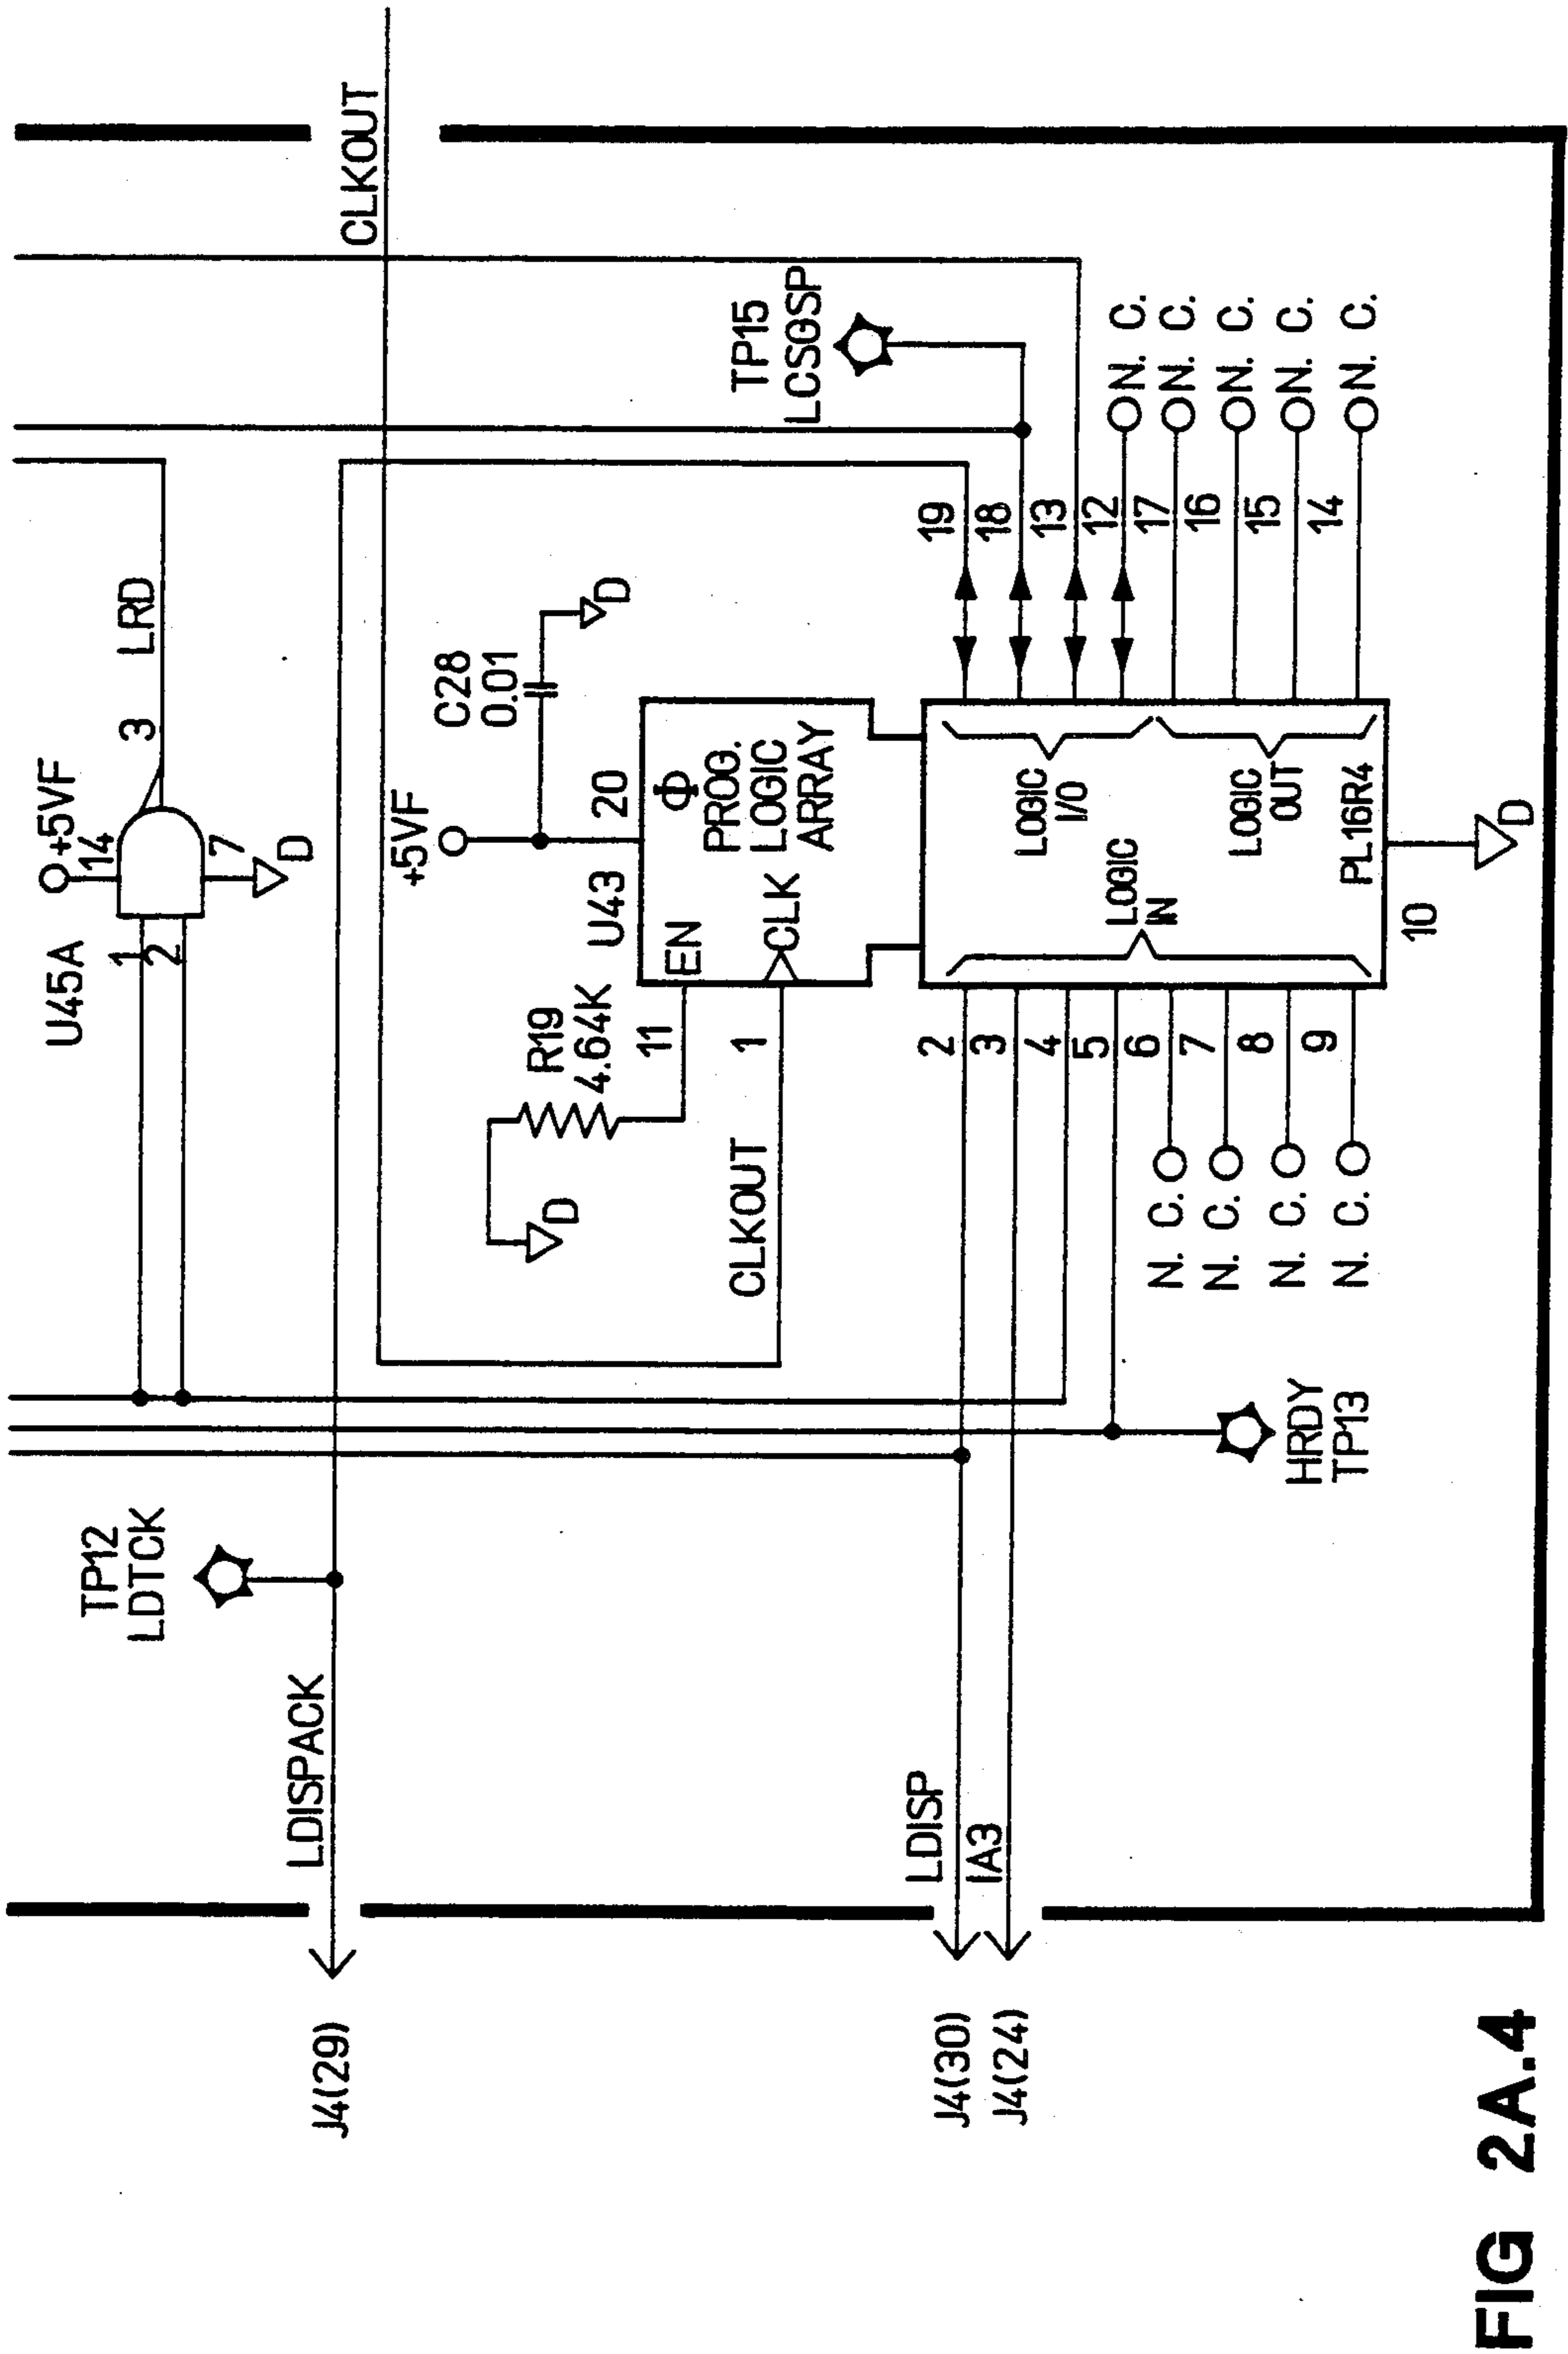 U45A
+5VF
14
1
2
3
LRD
7
D
CLKOUT
TP12
LDTCK
J4(29)
LDISPACK
+5VF
C28
0.01
D
R19
4.64K
D
U43
20
Φ
PROG.
LOGIC
ARRAY
EN
CLK
11
CLKOUT
1
TP15
LCSGSP
J4(30)
LDISP
J4(24)
IA3
2
3
4
5
6
7
8
9
N. C.
N. C.
N. C.
N. C.
HRDY
TP13
LOGIC
IN
LOGIC
I/O
LOGIC
OUT
PL16R4
10
D
19
18
13
12
17
16
15
14
N. C.
N. C.
N. C.
N. C.
N. C.
FIG 2A.4